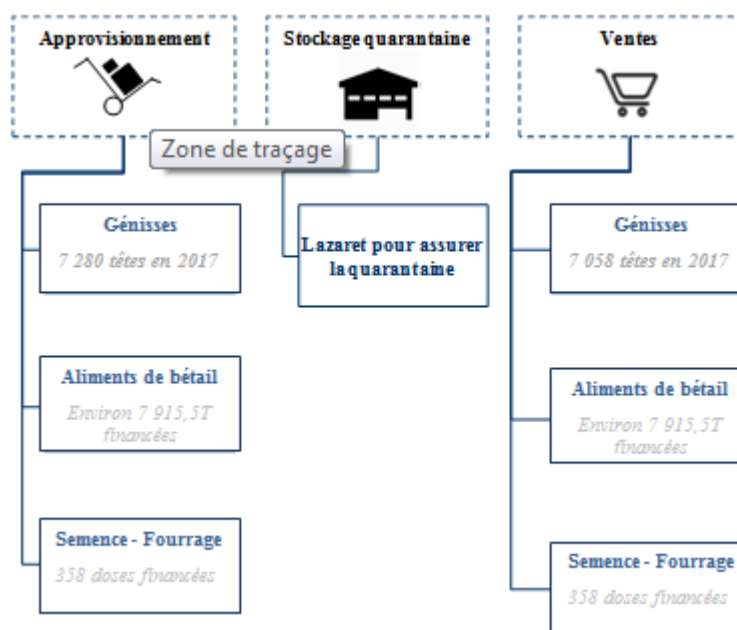 Approvisionnement
Stockage quarantaine
Ventes
Zone de traçage
Génisses
7 280 têtes en 2017
Aliments de bétail
Environ 7 915,5T
financées
Semence - Fourrage
358 doses financées
Lazaret pour assurer
la quarantaine
Génisses
7 058 têtes en 2017
Aliments de bétail
Environ 7 915,5T
financées
Semence - Fourrage
358 doses financées